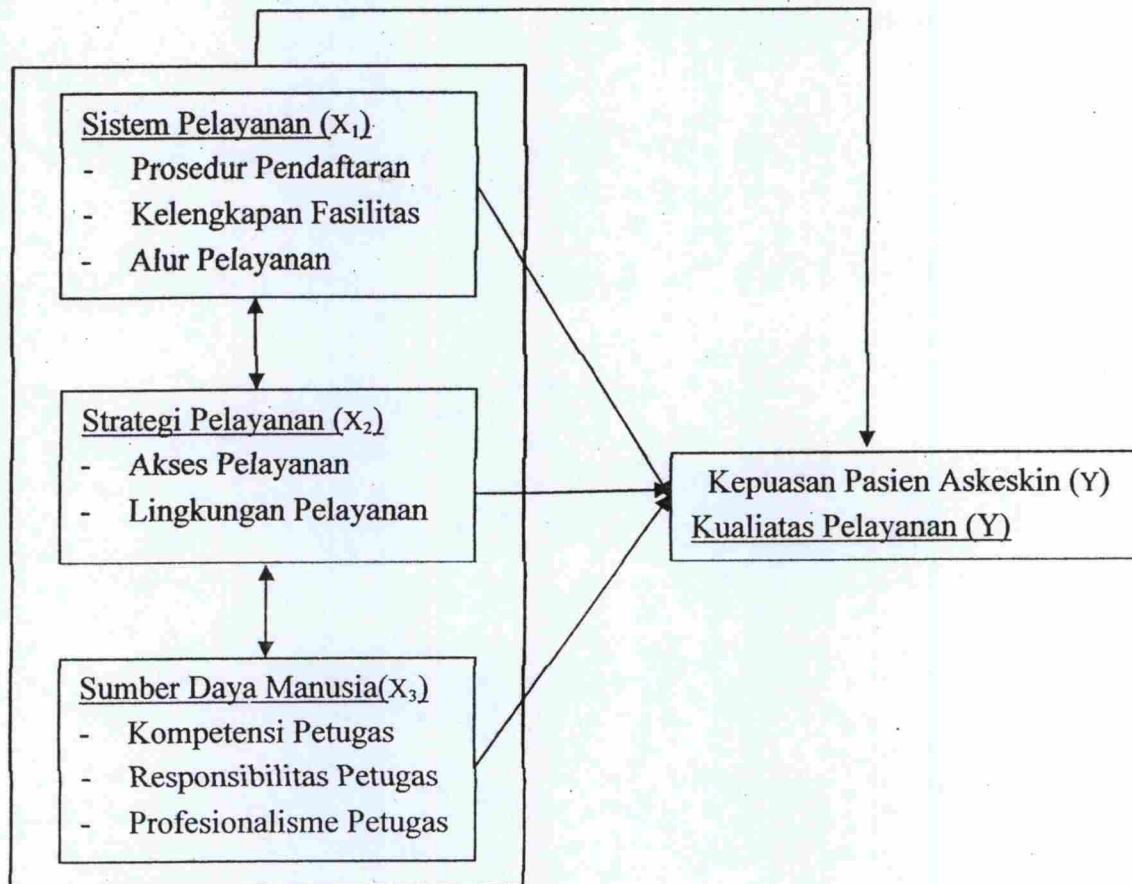 Sistem Pelayanan (X₁)
- Prosedur Pendaftaran
- Kelengkapan Fasilitas
- Alur Pelayanan
Strategi Pelayanan (X₂)
- Akses Pelayanan
- Lingkungan Pelayanan
Sumber Daya Manusia(X₃)
- Kompetensi Petugas
- Responsibilitas Petugas
- Profesionalisme Petugas
Kepuasan Pasien Askeskin (Y)
Kualiatas Pelayanan (Y)